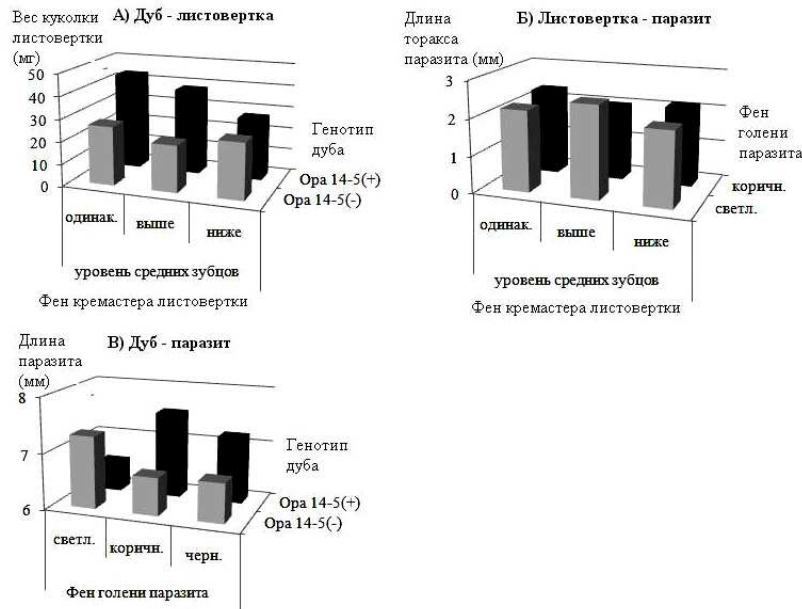 А) Дуб - листовертка
Вес куколки
листовертки
(мг)
50
40
30
20
10
0
Генотип
дуба
Ора 14-5(+)
Ора 14-5(-)
одинак.
выше
ниже
уровень средних зубцов
Фен кремастера листовертки
Б) Листовертка - паразит
Длина
торакса
паразита (мм)
3
2
1
0
Фен
голени
паразита
коричн.
светл.
одинак.
выше
ниже
уровень средних зубцов
Фен кремастера листовертки
В) Дуб - паразит
Длина
паразита
(мм)
8
7
6
Генотип
дуба
Ора 14-5(+)
Ора 14-5(-)
светл.
коричн.
черн.
Фен голени паразита